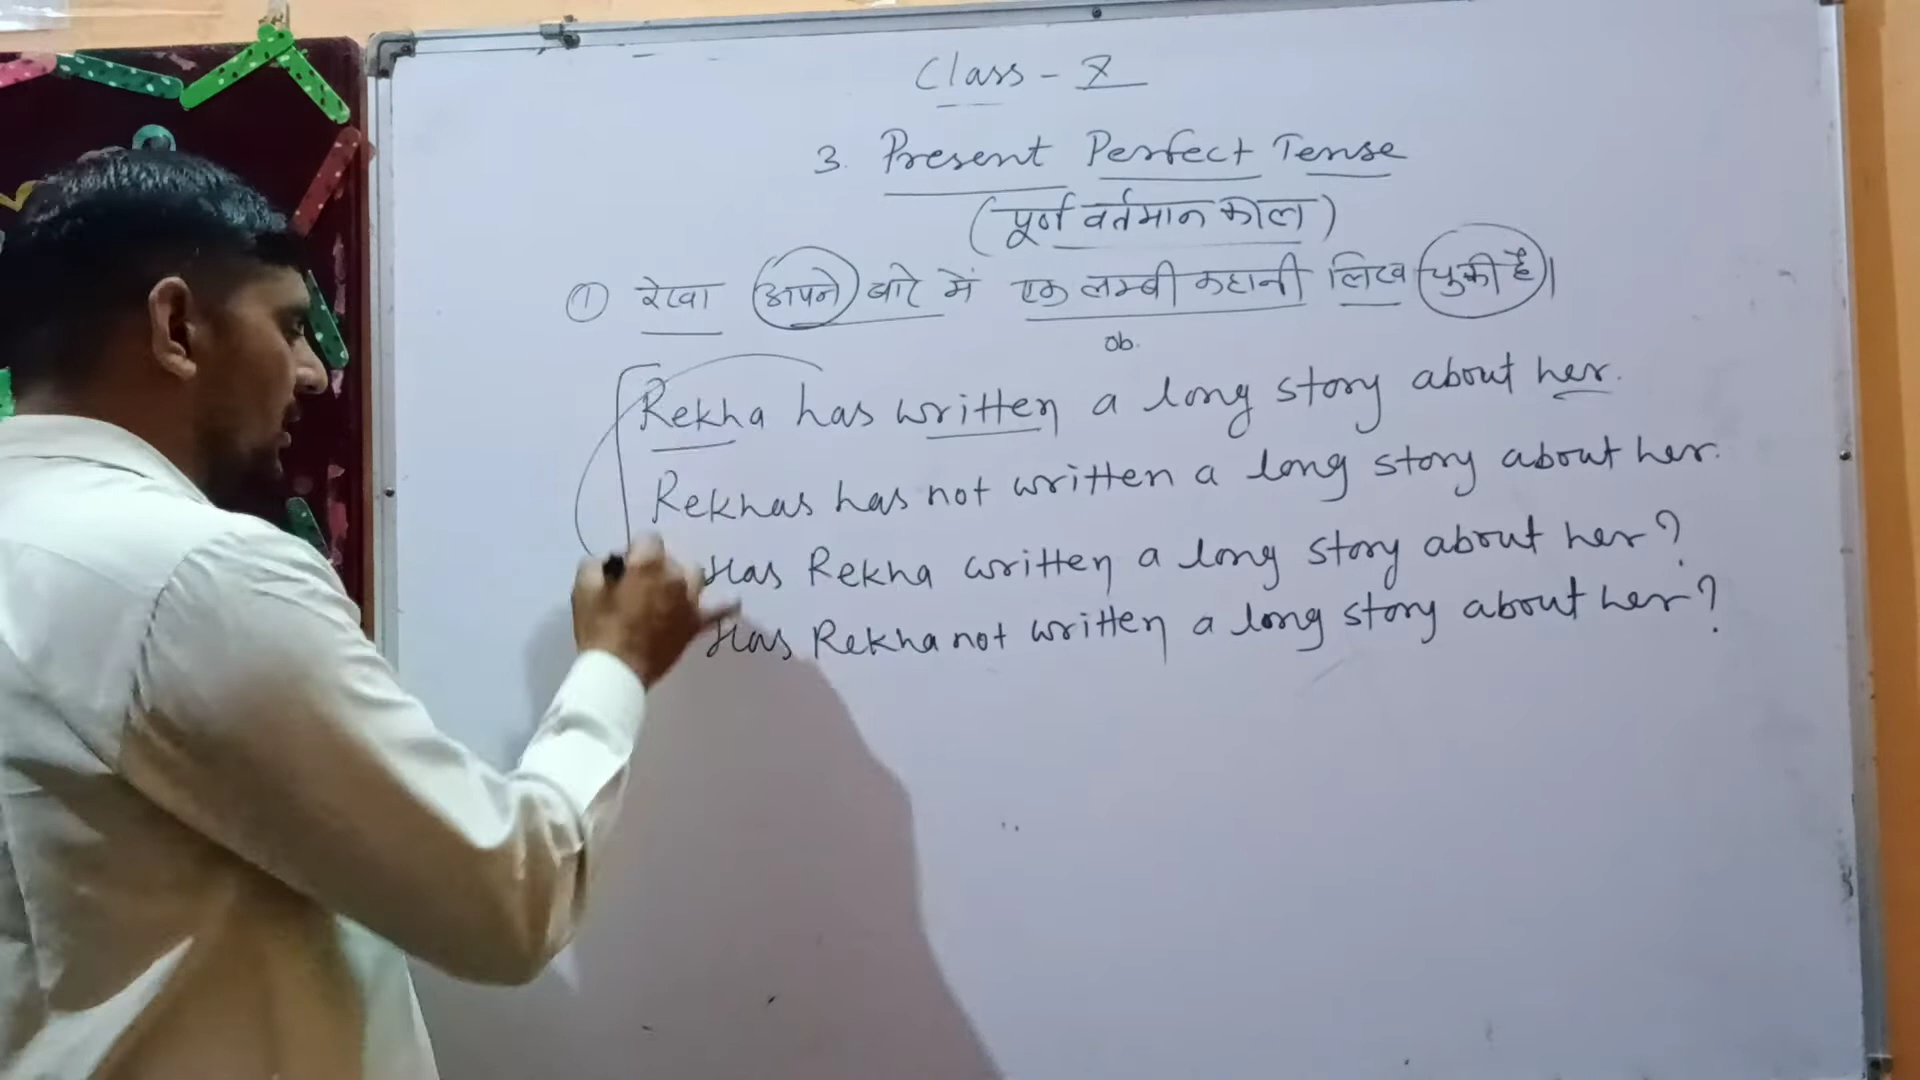 Class - X
3. Present Perfect Tense
(पूर्ण वर्तमान काल)
① रेखा अपने बारे में एक लम्बी कहानी लिख चुकी है।
ob.
Rekha has written a long story about her.
Rekhas has not written a long story about her.
Has Rekha written a long story about her?
Has Rekha not written a long story about her?